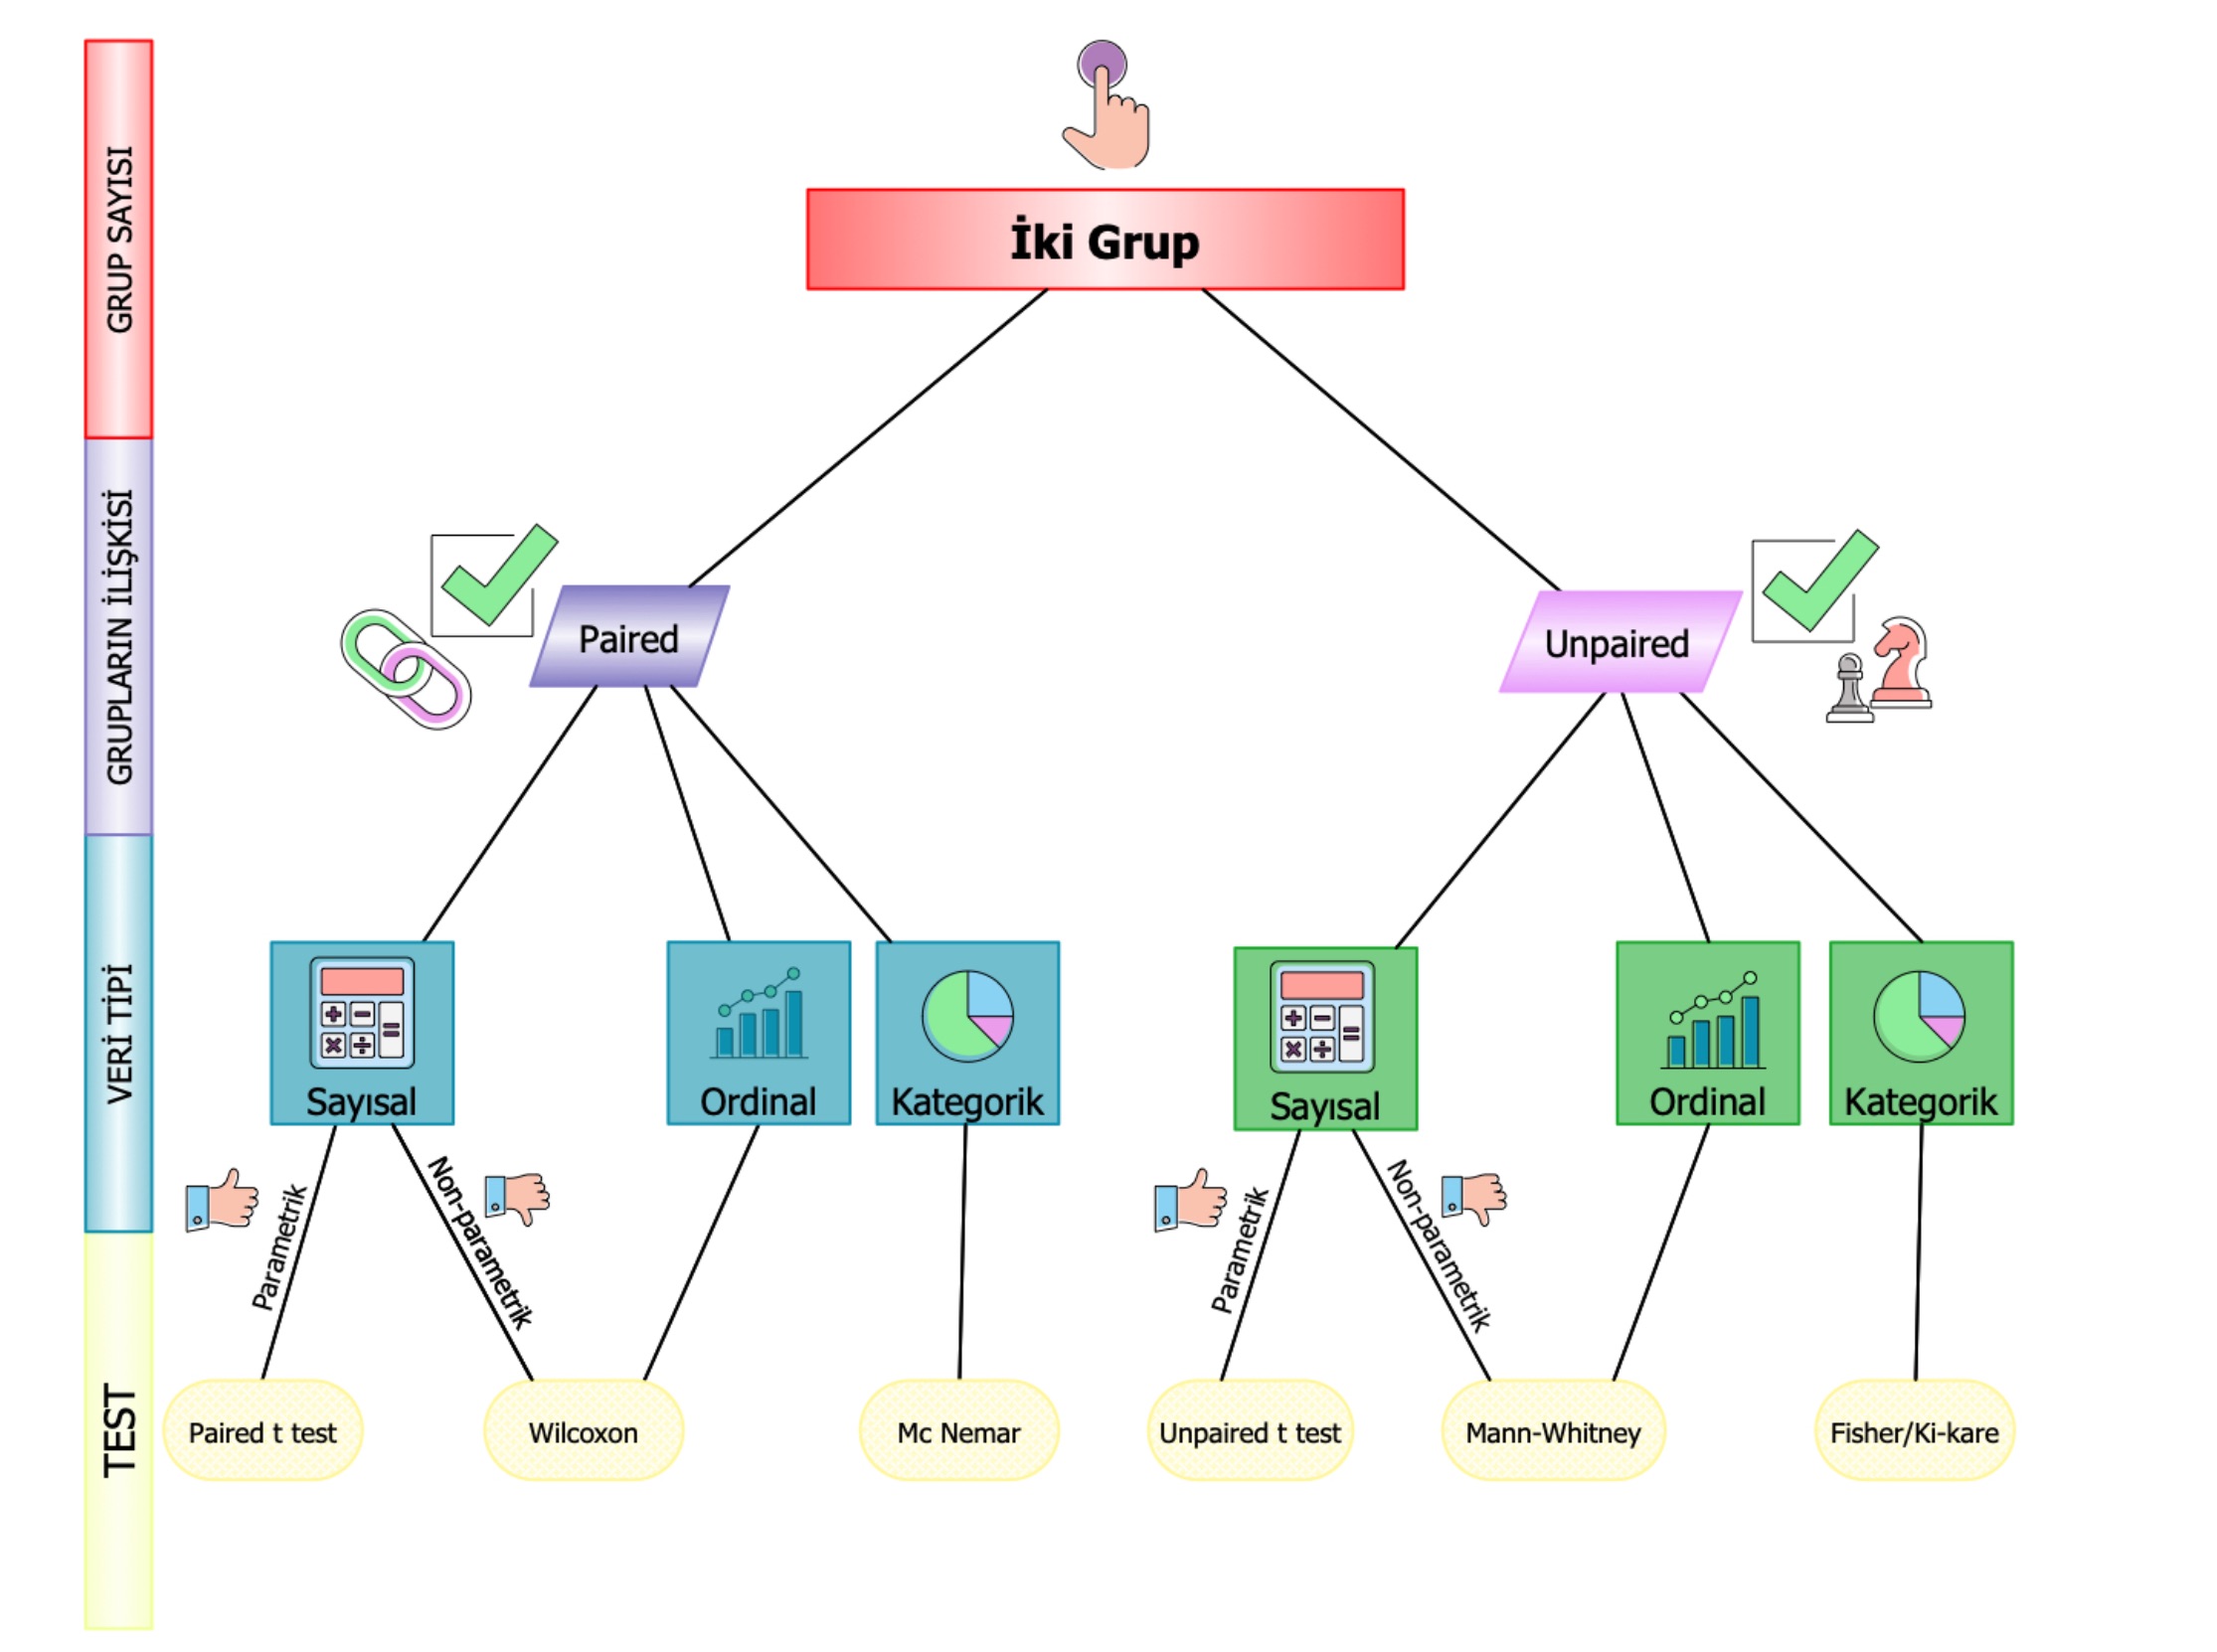 GRUP SAYISI
İki Grup
GRUPLARIN İLİŞKİSİ
Paired
Unpaired
VERİ TİPİ
Sayısal
Ordinal
Kategorik
Sayısal
Ordinal
Kategorik
Parametrik
Non-parametrik
Parametrik
Non-parametrik
TEST
Paired t test
Wilcoxon
Mc Nemar
Unpaired t test
Mann-Whitney
Fisher/Ki-kare